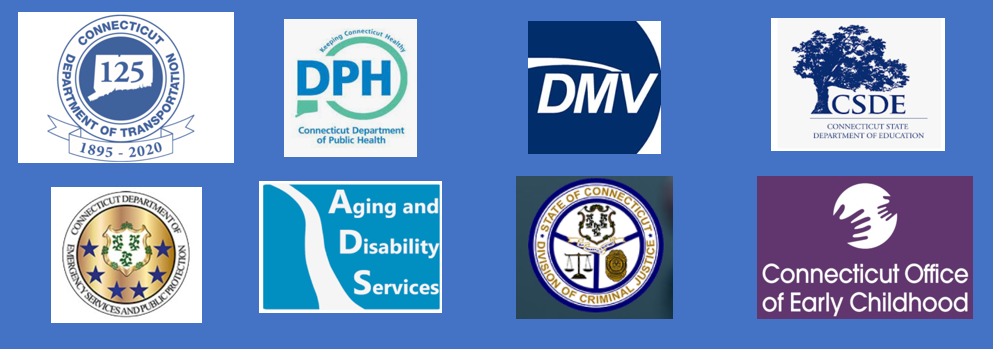 CONNECTICUT
DEPARTMENT OF TRANSPORTATION
125
1895 - 2020
Keeping Connecticut Healthy
DPH
Connecticut Department
of Public Health
DMV
CSDE
CONNECTICUT STATE
DEPARTMENT OF EDUCATION
CONNECTICUT DEPARTMENT OF
EMERGENCY SERVICES AND PUBLIC PROTECTION
Aging and
Disability
Services
STATE OF CONNECTICUT
DIVISION OF CRIMINAL JUSTICE
Connecticut Office
of Early Childhood